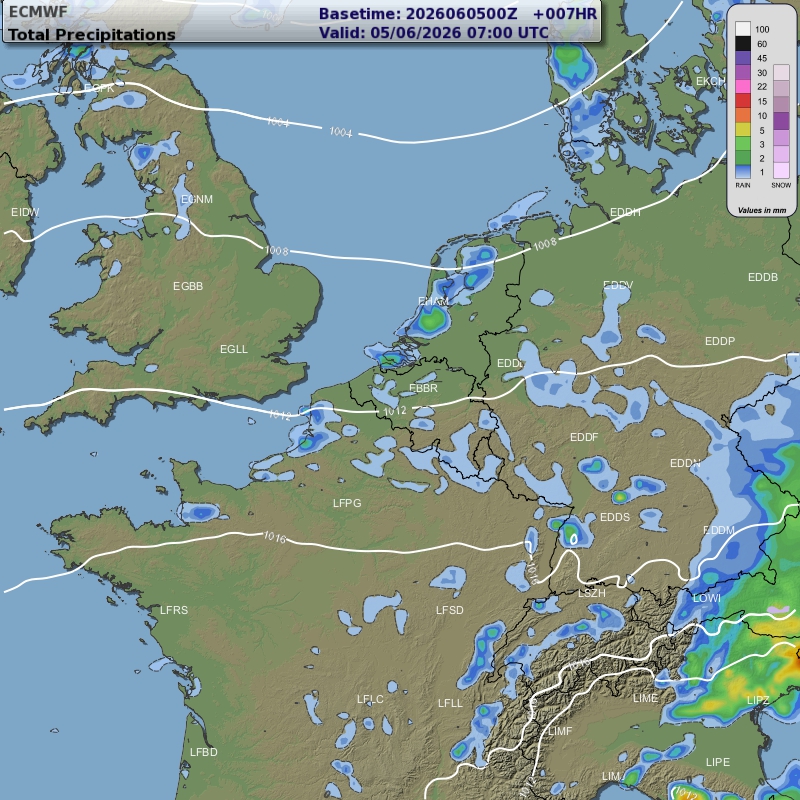 ECMWF
Total Precipitations
Basetime: 2026060500Z +007HR
Valid: 05/06/2026 07:00 UTC
100
60
45
30
22
15
10
5
3
2
1
RAIN
SNOW
Values in mm
EGPK
EKCH
1004
1004
EIDW
EGNM
EDDH
1008
1008
EGBB
EHAM
EDDV
EDDB
EGLL
EDDP
EBBR
1012
1012
EDDF
EDDN
LFPG
EDDS
EDDM
1016
1016
LSZH
LOWI
LFRS
LFSD
LFLC
LFLL
LIME
LIPZ
LIMF
LFBD
LIPE
1012